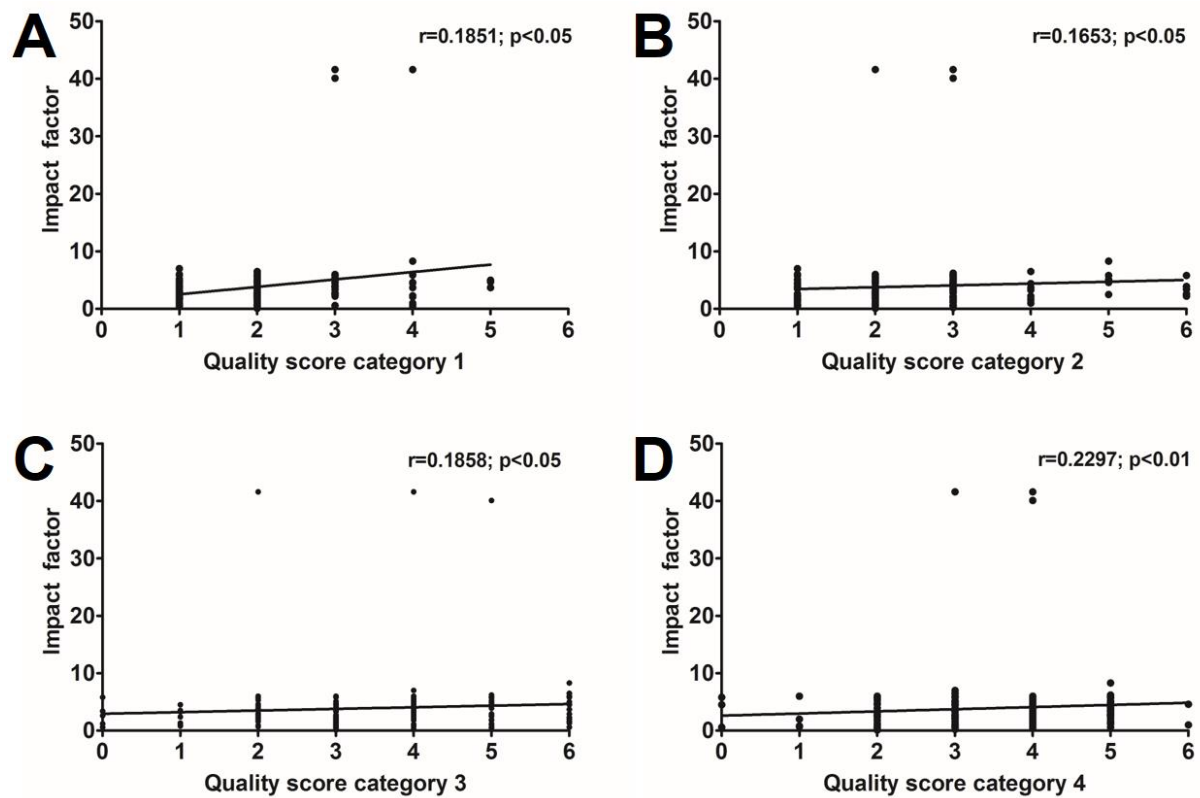 A
r=0.1851; p<0.05
Impact factor
50
40
30
20
10
0
0 1 2 3 4 5 6
Quality score category 1
B
r=0.1653; p<0.05
Impact factor
50
40
30
20
10
0
0 1 2 3 4 5 6
Quality score category 2
C
r=0.1858; p<0.05
Impact factor
50
40
30
20
10
0
0 1 2 3 4 5 6
Quality score category 3
D
r=0.2297; p<0.01
Impact factor
50
40
30
20
10
0
0 1 2 3 4 5 6
Quality score category 4